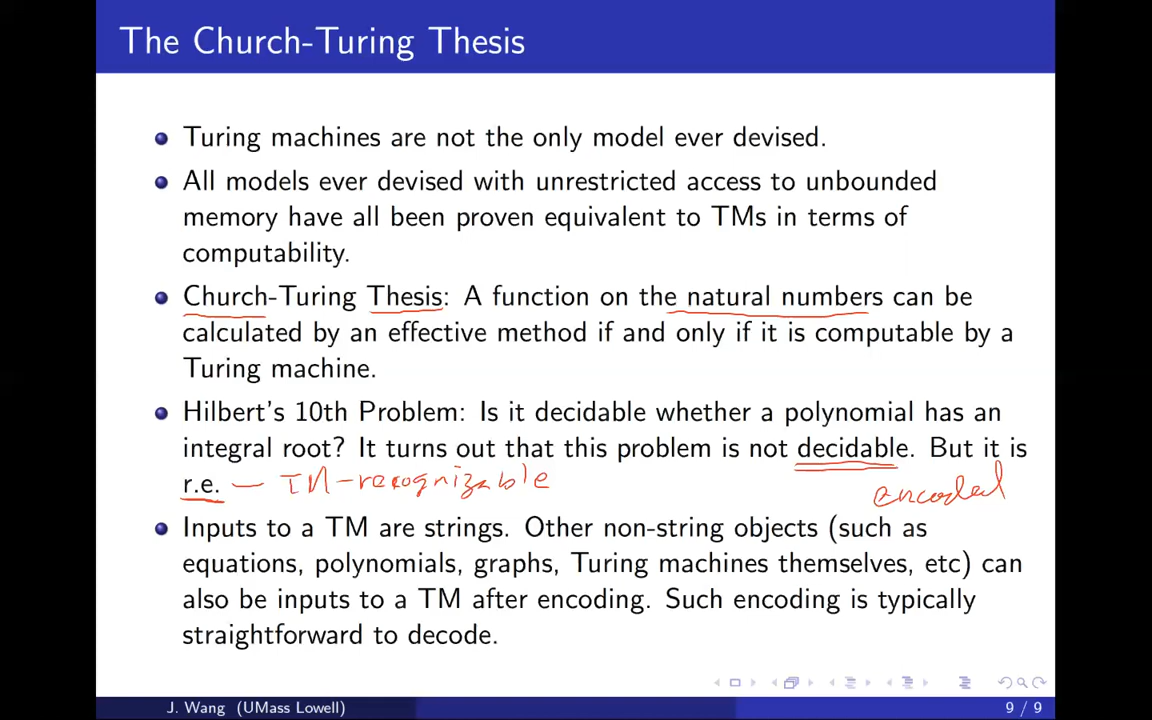 The Church-Turing Thesis
Turing machines are not the only model ever devised.
All models ever devised with unrestricted access to unbounded
memory have all been proven equivalent to TMs in terms of
computability.
Church-Turing Thesis: A function on the natural numbers can be
calculated by an effective method if and only if it is computable by a
Turing machine.
Hilbert's 10th Problem: Is it decidable whether a polynomial has an
integral root? It turns out that this problem is not decidable. But it is
r.e. — TM-recognizable
encoded
Inputs to a TM are strings. Other non-string objects (such as
equations, polynomials, graphs, Turing machines themselves, etc) can
also be inputs to a TM after encoding. Such encoding is typically
straightforward to decode.
J. Wang (UMass Lowell)
9 / 9